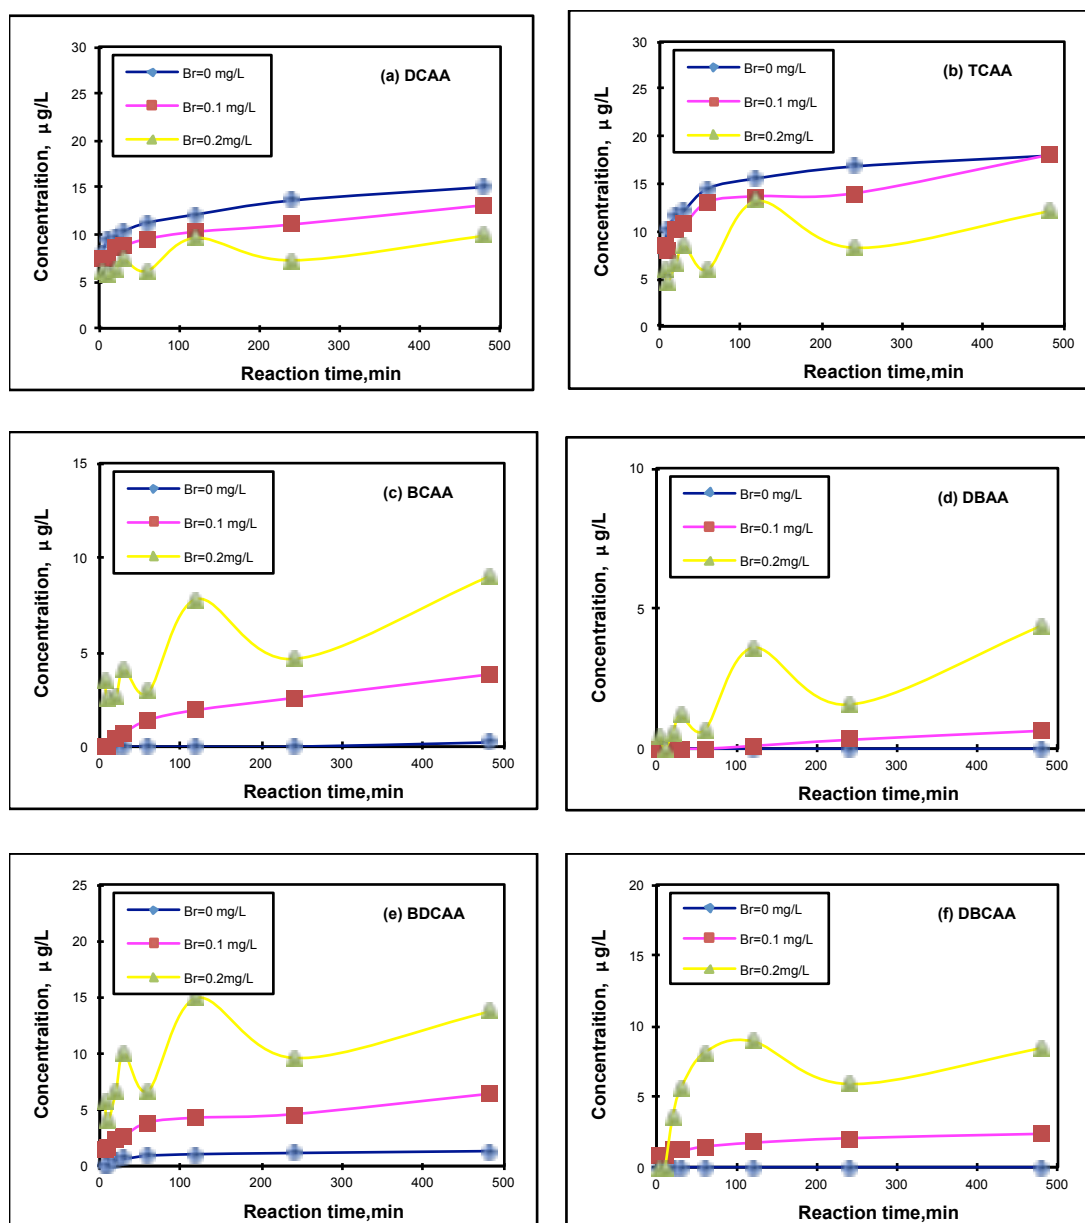 (a) DCAA
Br=0 mg/L
Br=0.1 mg/L
Br=0.2mg/L
Concentraition, μ g/L
30
25
20
15
10
5
0
0 100 200 300 400 500
Reaction time,min
(b) TCAA
Br=0 mg/L
Br=0.1 mg/L
Br=0.2mg/L
Concentraition, μ g/L
30
25
20
15
10
5
0
0 100 200 300 400 500
Reaction time,min
(c) BCAA
Br=0 mg/L
Br=0.1 mg/L
Br=0.2mg/L
Concentraition, μ g/L
15
10
5
0
0 100 200 300 400 500
Reaction time,min
(d) DBAA
Br=0 mg/L
Br=0.1 mg/L
Br=0.2mg/L
Concentraition, μ g/L
10
5
0
0 100 200 300 400 500
Reaction time,min
(e) BDCAA
Br=0 mg/L
Br=0.1 mg/L
Br=0.2mg/L
Concentraition, μ g/L
25
20
15
10
5
0
0 100 200 300 400 500
Reaction time,min
(f) DBCAA
Br=0 mg/L
Br=0.1 mg/L
Br=0.2mg/L
Concentraition, μ g/L
20
15
10
5
0
0 100 200 300 400 500
Reaction time,min